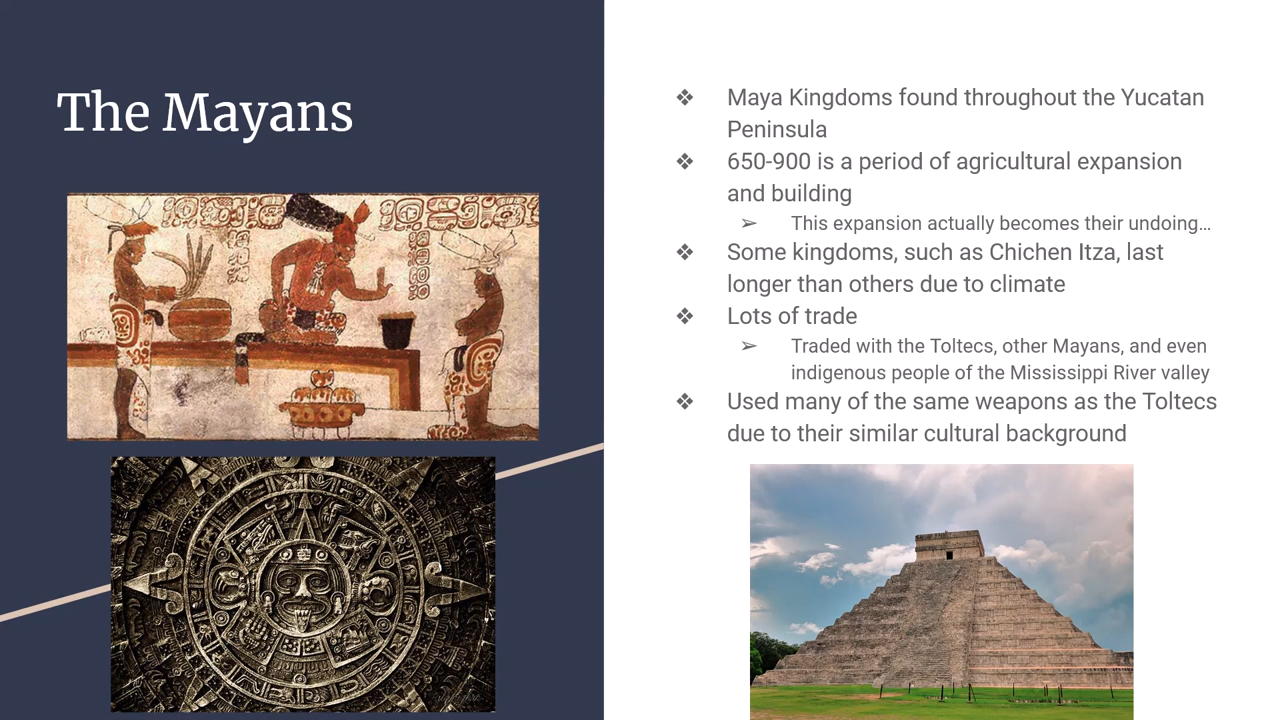 The Mayans
❖ Maya Kingdoms found throughout the Yucatan
Peninsula
❖ 650-900 is a period of agricultural expansion
and building
➢ This expansion actually becomes their undoing…
❖ Some kingdoms, such as Chichen Itza, last
longer than others due to climate
❖ Lots of trade
➢ Traded with the Toltecs, other Mayans, and even
indigenous people of the Mississippi River valley
❖ Used many of the same weapons as the Toltecs
due to their similar cultural background